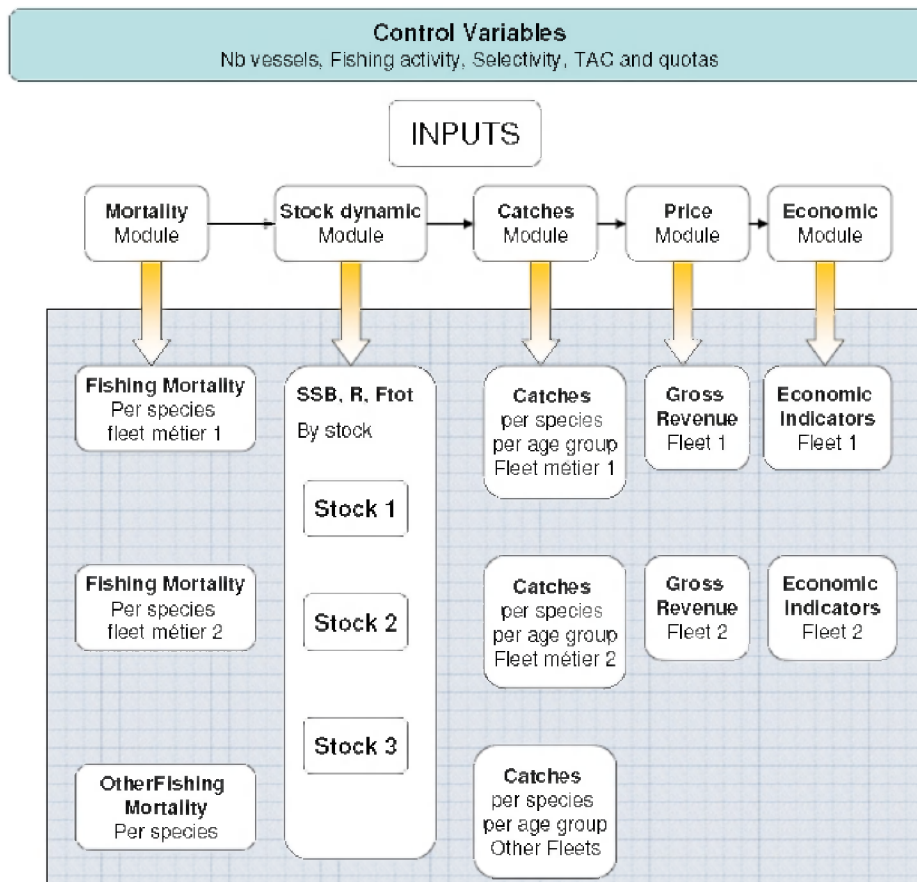 Control Variables
Nb vessels, Fishing activity, Selectivity, TAC and quotas
INPUTS
Mortality
Module
Stock dynamic
Module
Catches
Module
Price
Module
Economic
Module
Fishing Mortality
Per species
fleet métier 1
SSB, R, Ftot
By stock
Stock 1
Stock 2
Stock 3
Catches
per species
per age group
Fleet métier 1
Gross
Revenue
Fleet 1
Economic
Indicators
Fleet 1
Fishing Mortality
Per species
fleet métier 2
Catches
per species
per age group
Fleet métier 2
Gross
Revenue
Fleet 2
Economic
Indicators
Fleet 2
OtherFishing
Mortality
Per species
Catches
per species
per age group
Other Fleets